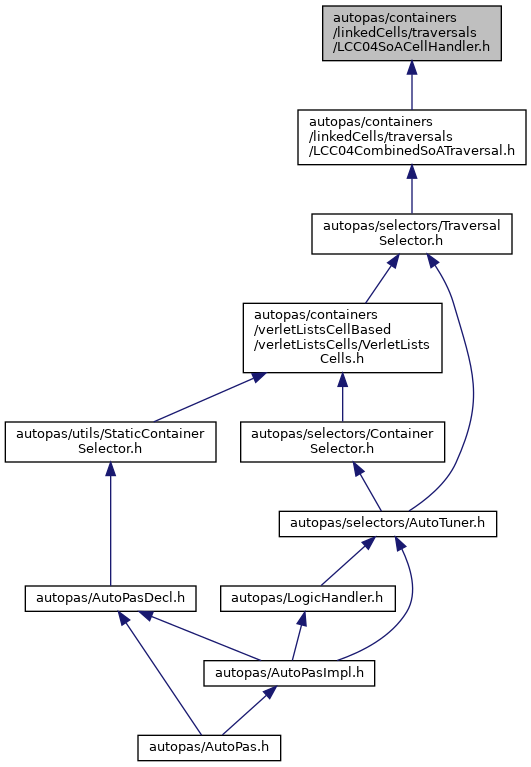 autopas/containers
/linkedCells/traversals
/LCC04SoACellHandler.h
autopas/containers
/linkedCells/traversals
/LCC04CombinedSoATraversal.h
autopas/selectors/Traversal
Selector.h
autopas/containers
/verletListsCellBased
/verletListsCells/VerletLists
Cells.h
autopas/utils/StaticContainer
Selector.h
autopas/selectors/Container
Selector.h
autopas/selectors/AutoTuner.h
autopas/AutoPasDecl.h
autopas/LogicHandler.h
autopas/AutoPasImpl.h
autopas/AutoPas.h